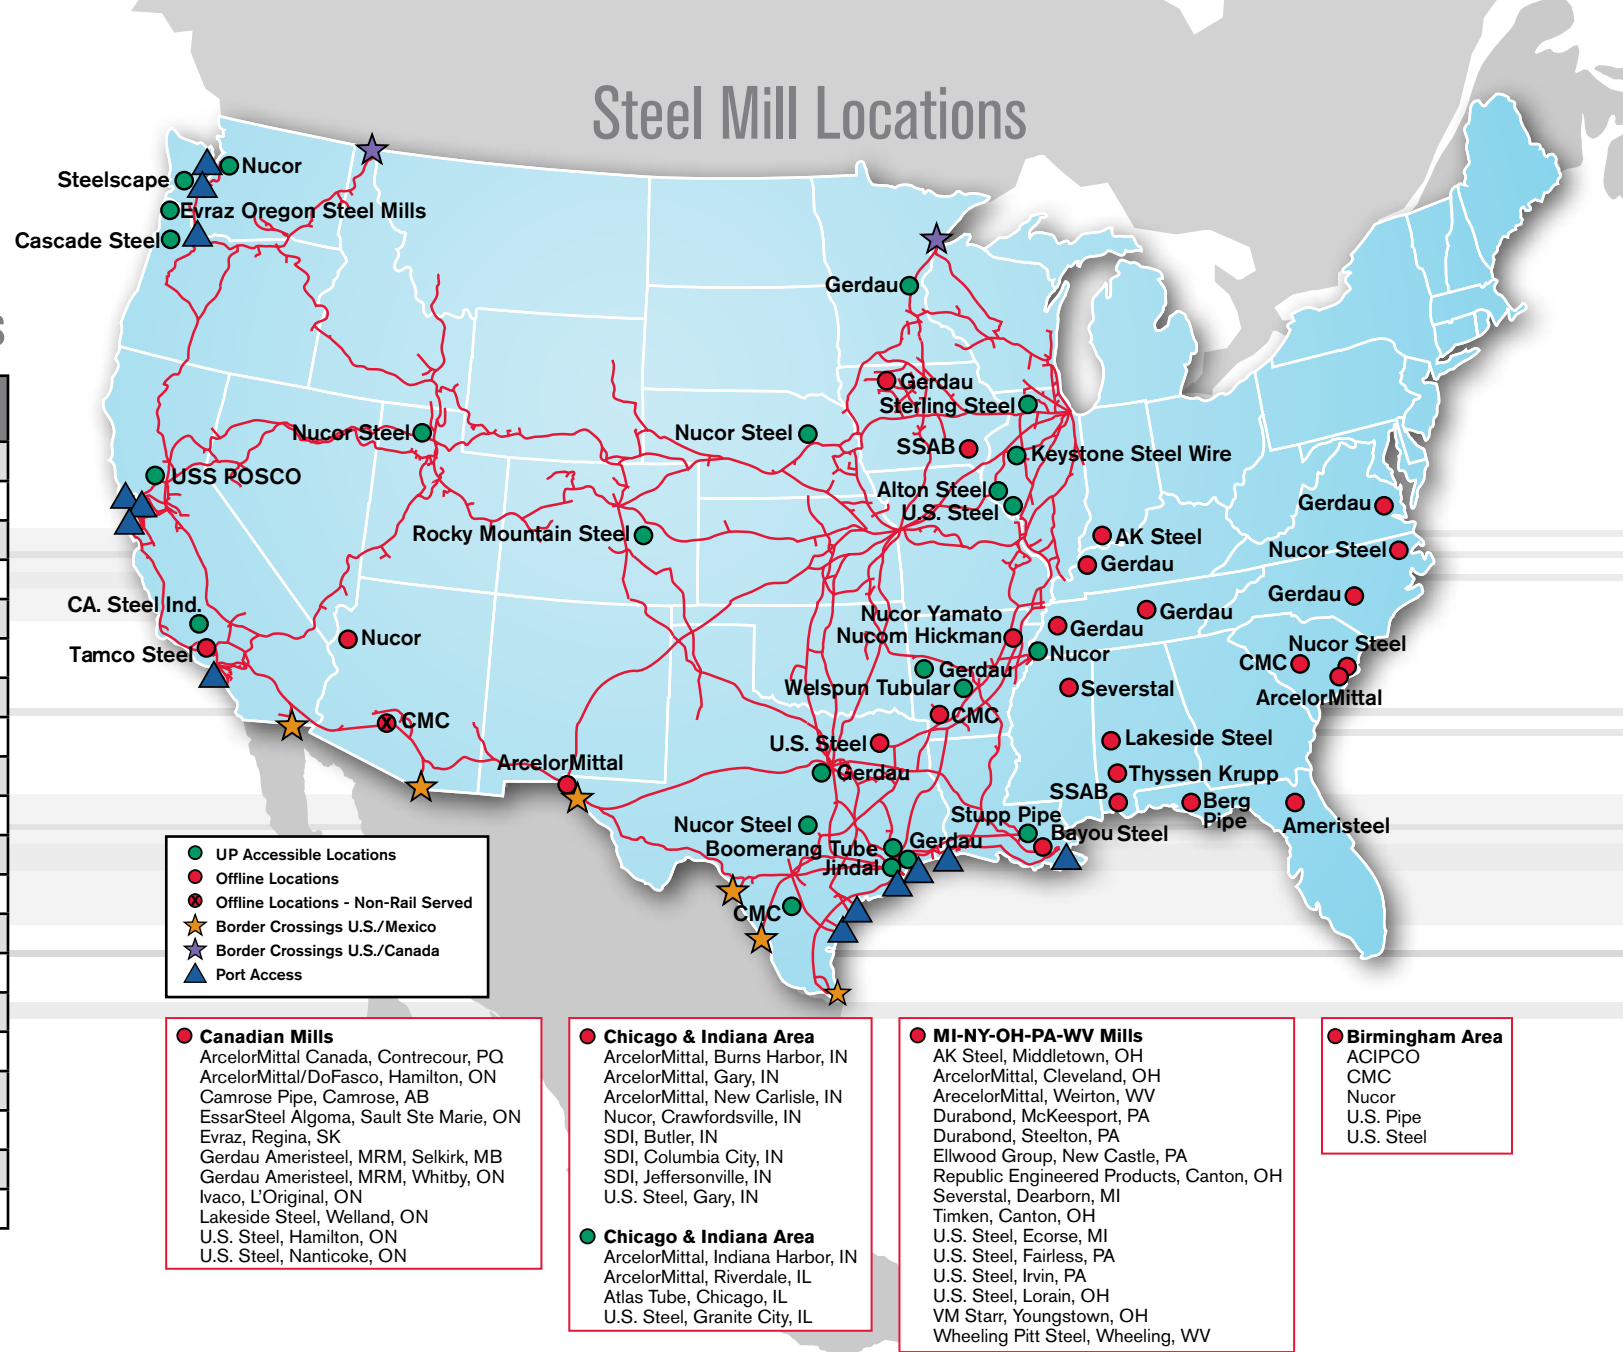 Steel Mill Locations
Nucor
Steelscape
Evraz Oregon Steel Mills
Cascade Steel
Gerdau
Gerdau
Sterling Steel
Nucor Steel
Nucor Steel
SSAB
Keystone Steel Wire
USS POSCO
Alton Steel
U.S. Steel
Gerdau
Rocky Mountain Steel
AK Steel
Nucor Steel
Gerdau
CA. Steel Ind.
Gerdau
Nucor Yamato
Gerdau
Nucom Hickman
Gerdau
Nucor
Tamco Steel
Nucor
Nucor Steel
CMC
Gerdau
Welspun Tubular
Severstal
ArcelorMittal
CMC
CMC
U.S. Steel
Lakeside Steel
ArcelorMittal
Gerdau
Thyssen Krupp
SSAB
Berg
Pipe
Ameristeel
Nucor Steel
Stupp Pipe
Bayou Steel
Boomerang Tube
Gerdau
Jindal
CMC
UP Accessible Locations
Offline Locations
Offline Locations - Non-Rail Served
Border Crossings U.S./Mexico
Border Crossings U.S./Canada
Port Access
Canadian Mills
ArcelorMittal Canada, Contrecour, PQ
ArcelorMittal/DoFasco, Hamilton, ON
Camrose Pipe, Camrose, AB
EssarSteel Algoma, Sault Ste Marie, ON
Evraz, Regina, SK
Gerdau Ameristeel, MRM, Selkirk, MB
Gerdau Ameristeel, MRM, Whitby, ON
Ivaco, L'Original, ON
Lakeside Steel, Welland, ON
U.S. Steel, Hamilton, ON
U.S. Steel, Nanticoke, ON
Chicago & Indiana Area
ArcelorMittal, Burns Harbor, IN
ArcelorMittal, Gary, IN
ArcelorMittal, New Carlisle, IN
Nucor, Crawfordsville, IN
SDI, Butler, IN
SDI, Columbia City, IN
SDI, Jeffersonville, IN
U.S. Steel, Gary, IN
Chicago & Indiana Area
ArcelorMittal, Indiana Harbor, IN
ArcelorMittal, Riverdale, IL
Atlas Tube, Chicago, IL
U.S. Steel, Granite City, IL
MI-NY-OH-PA-WV Mills
AK Steel, Middletown, OH
ArcelorMittal, Cleveland, OH
ArecelorMittal, Weirton, WV
Durabond, McKeesport, PA
Durabond, Steelton, PA
Ellwood Group, New Castle, PA
Republic Engineered Products, Canton, OH
Severstal, Dearborn, MI
Timken, Canton, OH
U.S. Steel, Ecorse, MI
U.S. Steel, Fairless, PA
U.S. Steel, Irvin, PA
U.S. Steel, Lorain, OH
VM Starr, Youngstown, OH
Wheeling Pitt Steel, Wheeling, WV
Birmingham Area
ACIPCO
CMC
Nucor
U.S. Pipe
U.S. Steel